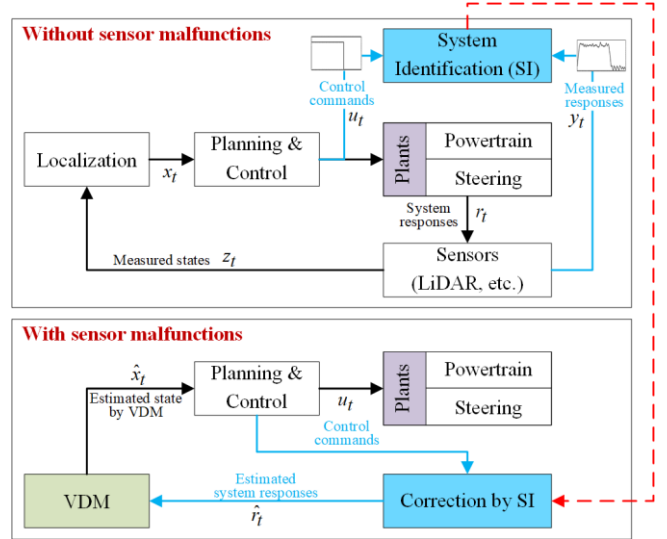 Without sensor malfunctions
System
Identification (SI)
Control
commands
u_t
Measured
responses
y_t
Localization
x_t
Planning &
Control
Plants
Powertrain
Steering
System
responses
r_t
Measured states z_t
Sensors
(LiDAR, etc.)
With sensor malfunctions
x̂_t
Estimated state
by VDM
Planning &
Control
u_t
Plants
Powertrain
Steering
Control
commands
VDM
Estimated
system responses
r̂_t
Correction by SI